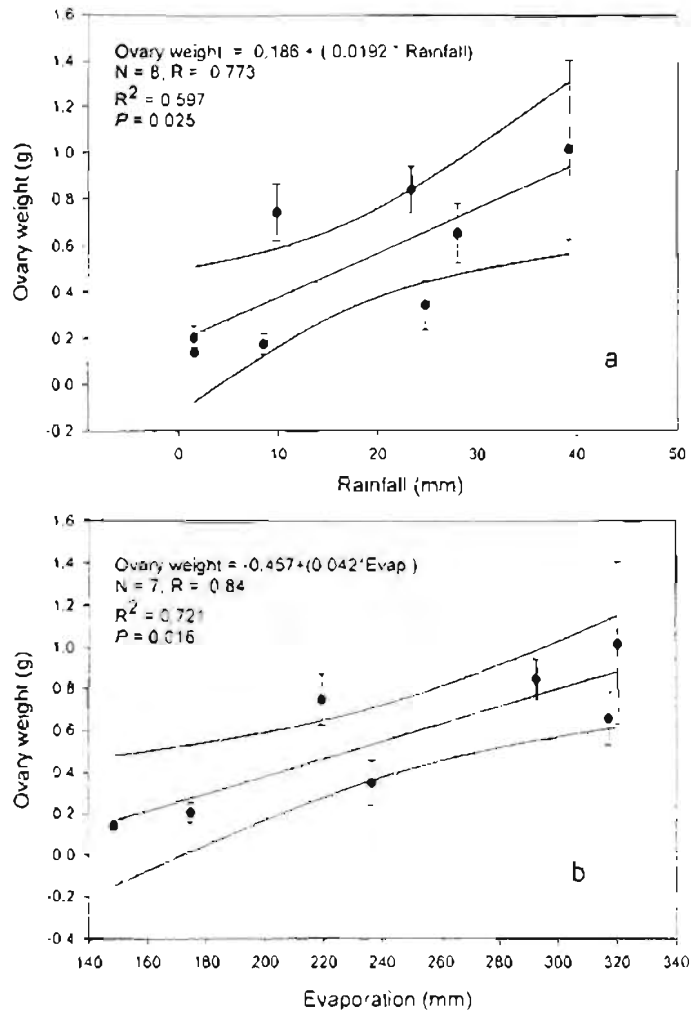 1.6
1.4
1.2
1.0
0.8
0.6
0.4
0.2
0.0
-0.2
Ovary weight (g)
Ovary weight = 0.186 + (0.0192 * Rainfall)
N = 8, R = 0.773
R2 = 0.597
P = 0.025
a
0 10 20 30 40 50
Rainfall (mm)
1.6
1.4
1.2
1.0
0.8
0.6
0.4
0.2
0.0
-0.2
-0.4
Ovary weight (g)
Ovary weight = -0.457+(0.042*Evap)
N = 7, R = 0.84
R2 = 0.721
P = 0.016
b
140 160 180 200 220 240 260 280 300 320 340
Evaporation (mm)